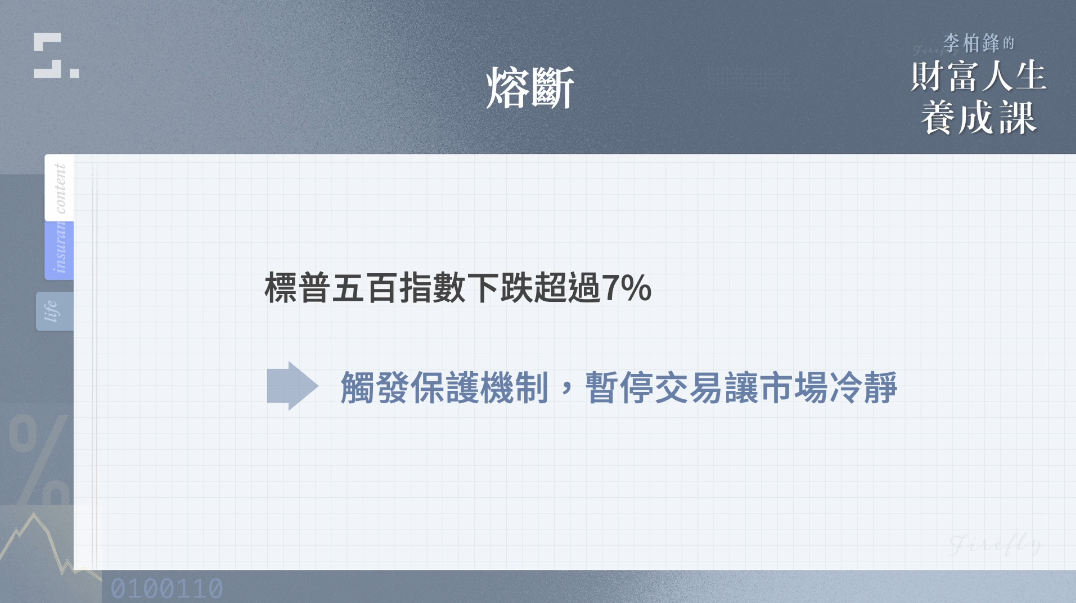 李柏鋒的
財富人生
養成課
熔斷
content
insuran
life
標普五百指數下跌超過7%
觸發保護機制，暫停交易讓市場冷靜
%
Firefly
0100110